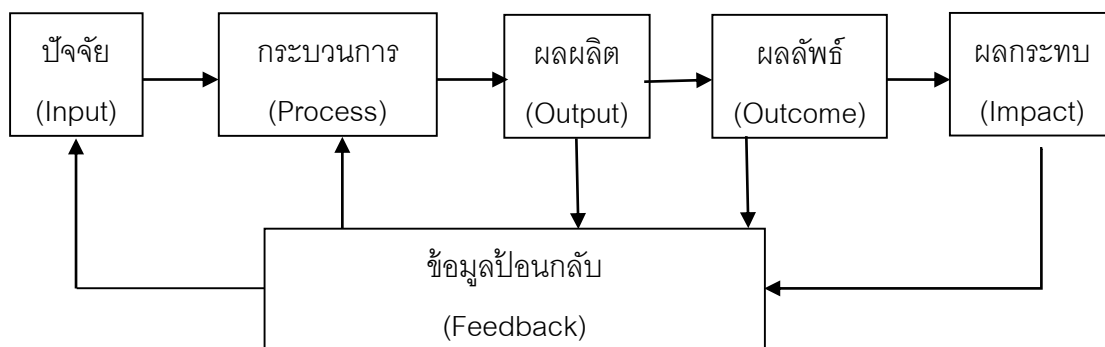 ปัจจัย
(Input)
กระบวนการ
(Process)
ผลผลิต
(Output)
ผลลัพธ์
(Outcome)
ผลกระทบ
(Impact)
ข้อมูลป้อนกลับ
(Feedback)